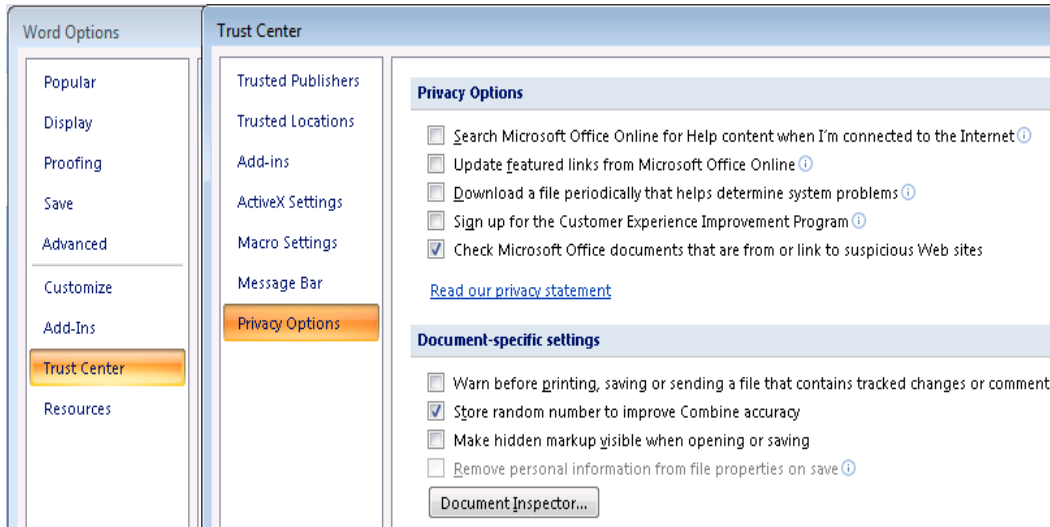 Word Options
Popular
Display
Proofing
Save
Advanced
Customize
Add-Ins
Trust Center
Resources
Trust Center
Trusted Publishers
Trusted Locations
Add-ins
ActiveX Settings
Macro Settings
Message Bar
Privacy Options
Privacy Options
Search Microsoft Office Online for Help content when I'm connected to the Internet
Update featured links from Microsoft Office Online
Download a file periodically that helps determine system problems
Sign up for the Customer Experience Improvement Program
Check Microsoft Office documents that are from or link to suspicious Web sites
Read our privacy statement
Document-specific settings
Warn before printing, saving or sending a file that contains tracked changes or comment
Store random number to improve Combine accuracy
Make hidden markup visible when opening or saving
Remove personal information from file properties on save
Document Inspector...